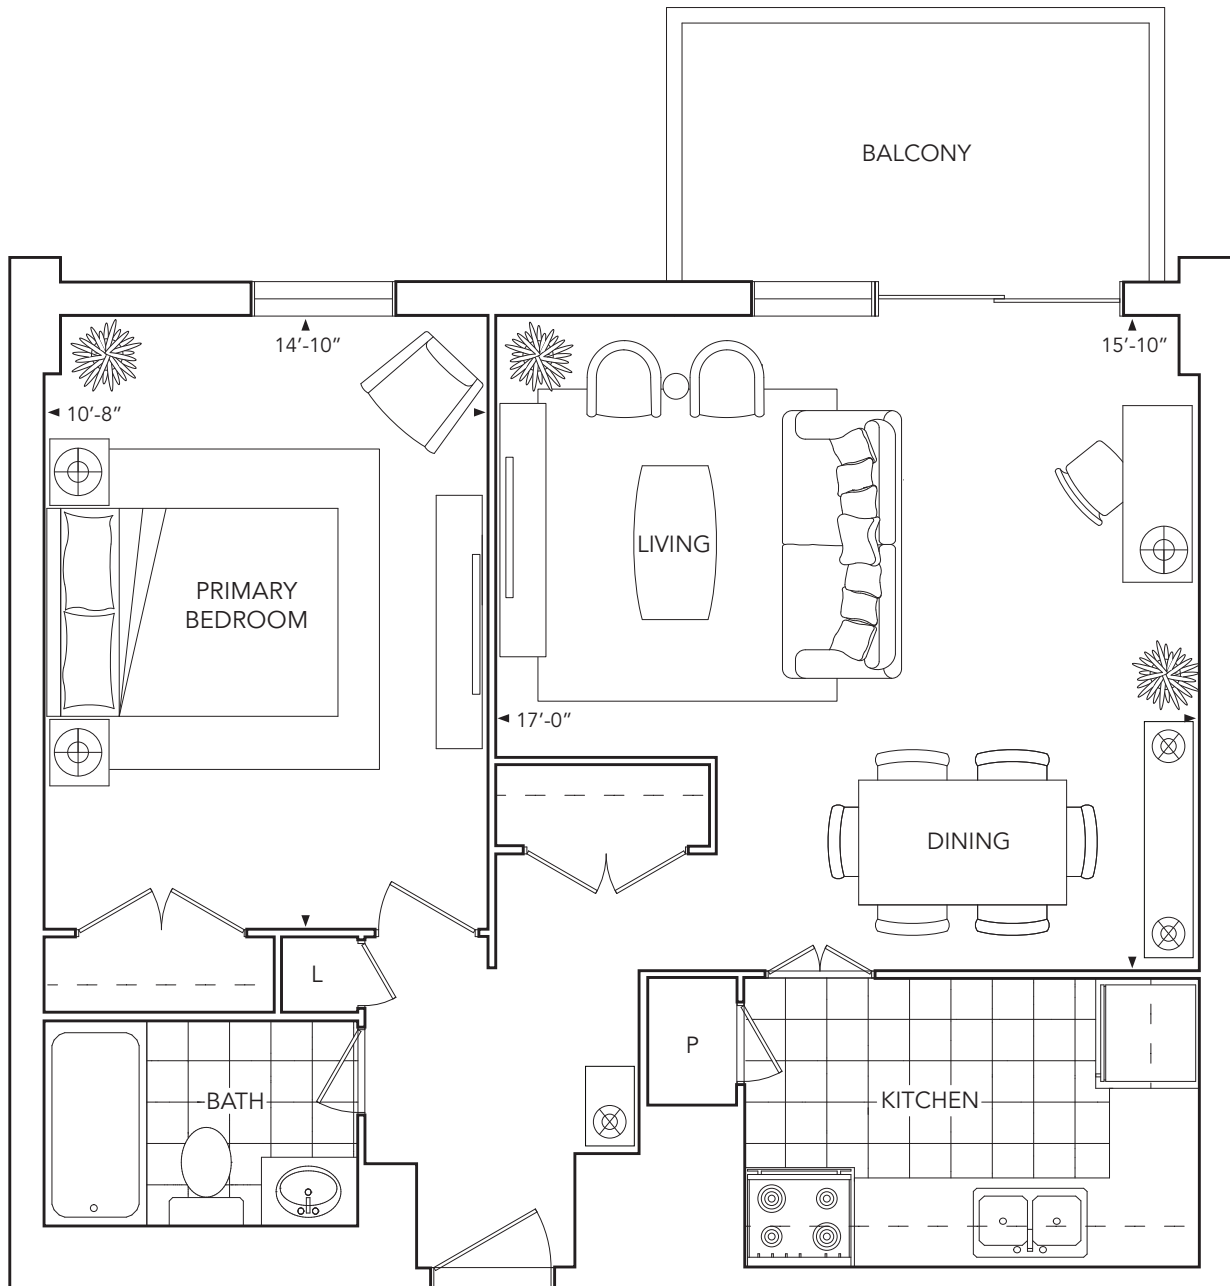 BALCONY
14’-10”
15’-10”
10’-8”
LIVING
PRIMARY
BEDROOM
17’-0”
DINING
L
P
BATH
KITCHEN